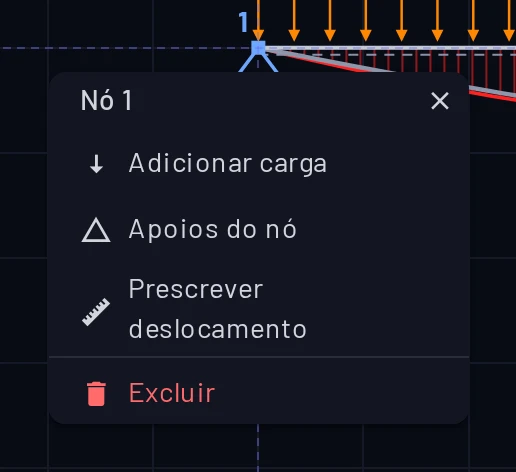 1
Nó 1
Adicionar carga
Apoios do nó
Prescrever
deslocamento
Excluir